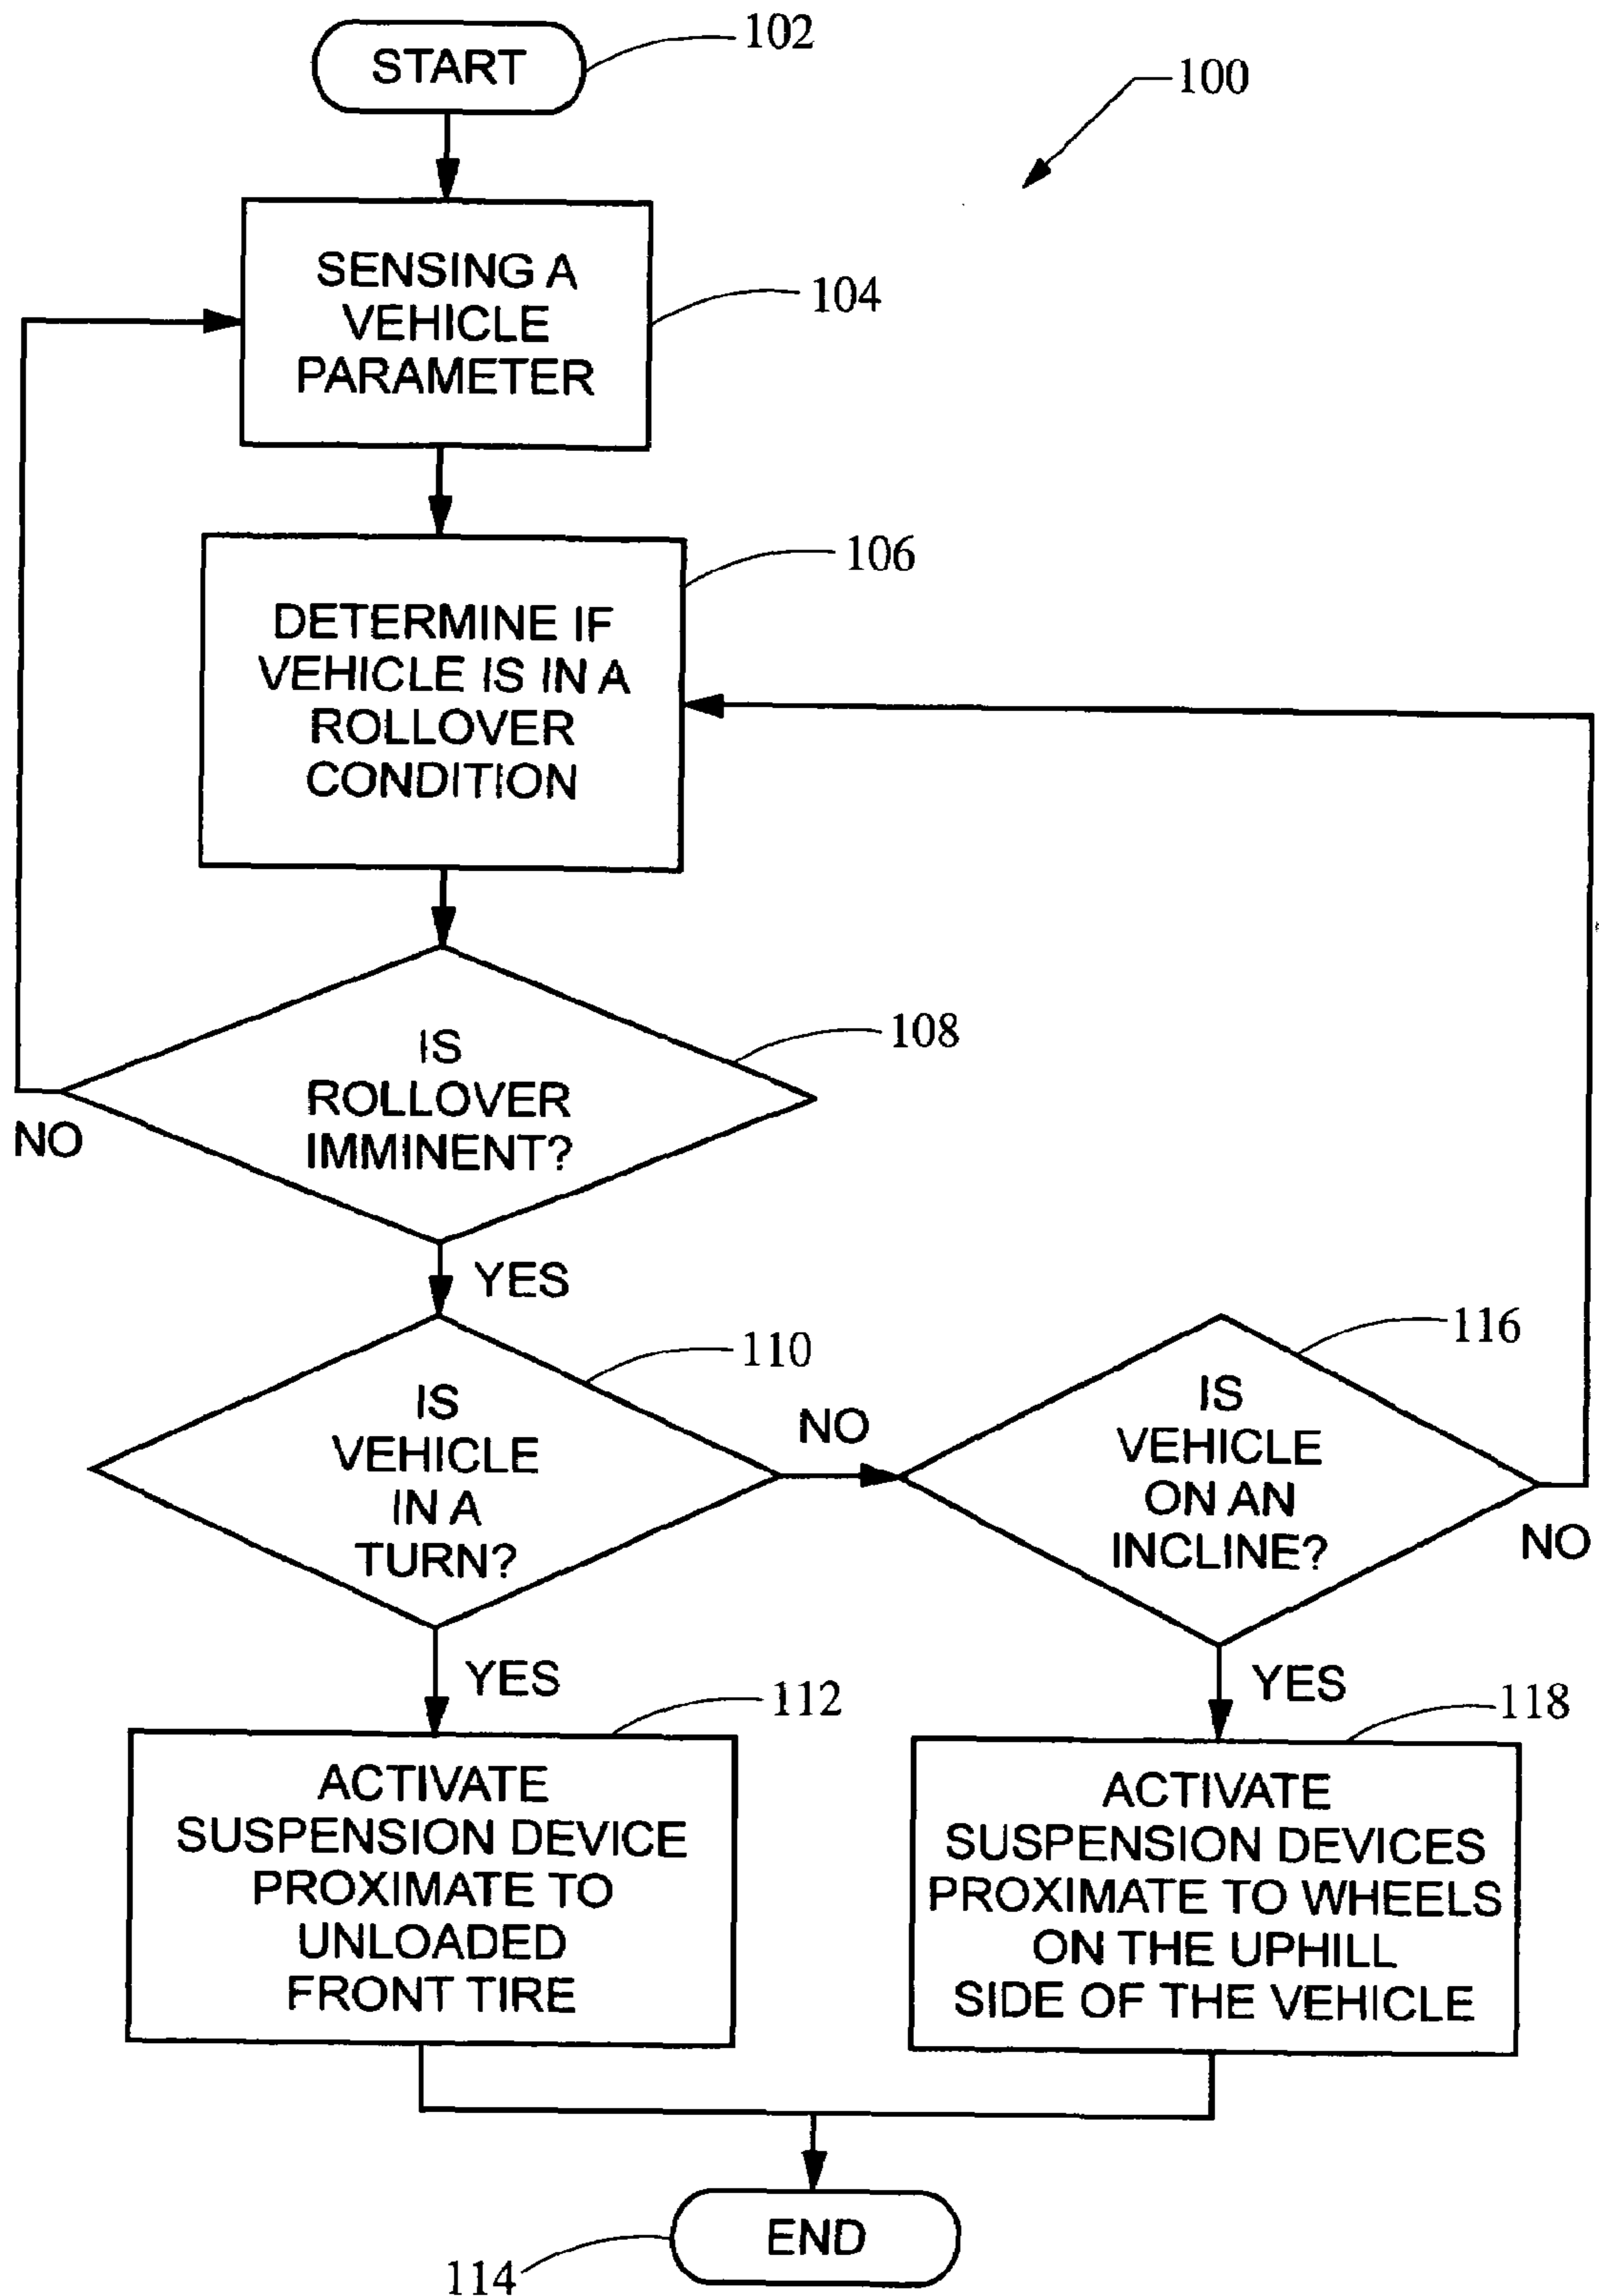 START
102
100
SENSING A
VEHICLE
PARAMETER
104
DETERMINE IF
VEHICLE IS IN A
ROLLOVER
CONDITION
106
IS
ROLLOVER
IMMINENT?
108
NO
YES
IS
VEHICLE
IN A
TURN?
110
NO
IS
VEHICLE
ON AN
INCLINE?
116
NO
YES
YES
ACTIVATE
SUSPENSION DEVICE
PROXIMATE TO
UNLOADED
FRONT TIRE
112
ACTIVATE
SUSPENSION DEVICES
PROXIMATE TO WHEELS
ON THE UPHILL
SIDE OF THE VEHICLE
118
END
114